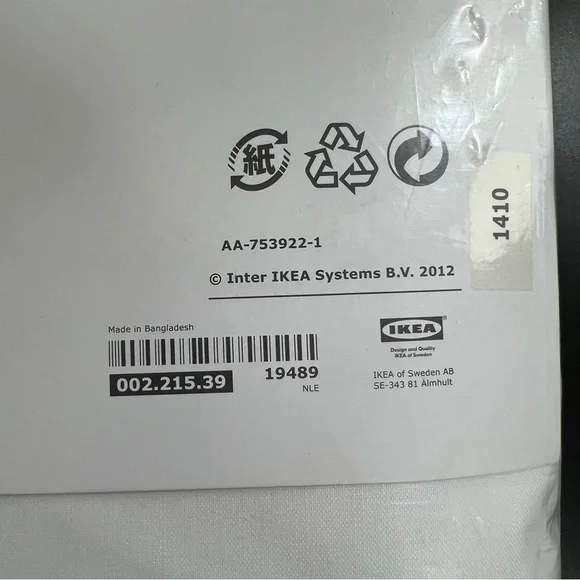 紙
1410
AA-753922-1
© Inter IKEA Systems B.V. 2012
Made in Bangladesh
002.215.39
19489
NLE
IKEA
Design and Quality
IKEA of Sweden
IKEA of Sweden AB
SE-343 81 Älmhult